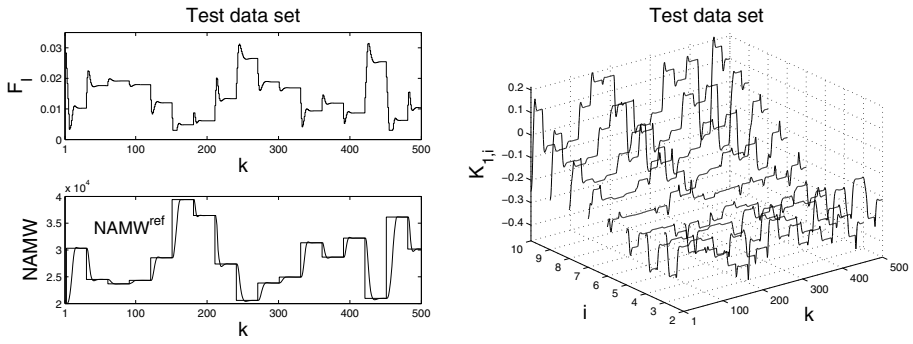 Test data set
F_I
0.03
0.02
0.01
0
1 100 200 300 400 500
k
x 10^4
NAMW
4
3.5
3
2.5
2
NAMW^ref
1 100 200 300 400 500
k
Test data set
K_1,i
0.2
0.1
0
−0.1
−0.2
−0.3
−0.4
10 9 8 7 6 5 4 3 2
i
1 100 200 300 400 500
k